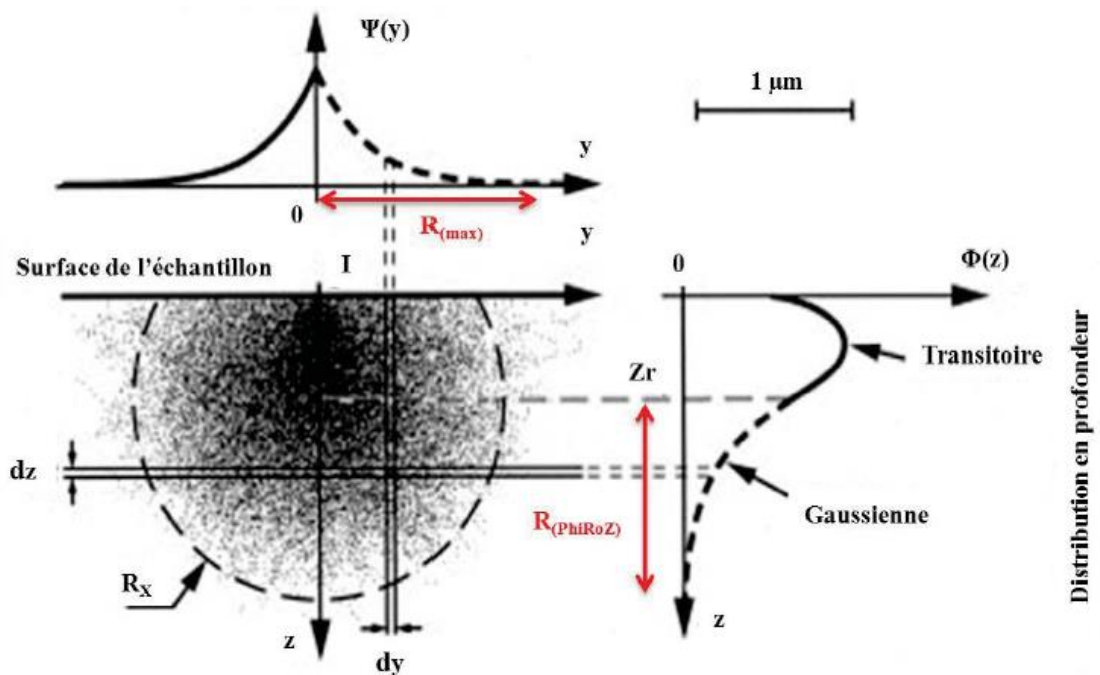 Ψ(y)
1 µm
y
0
R(max)
y
Surface de l'échantillon
I
0
Φ(z)
Transitoire
Zr
dz
R(PhiRoZ)
Gaussienne
Rx
z
dy
z
Distribution en profondeur